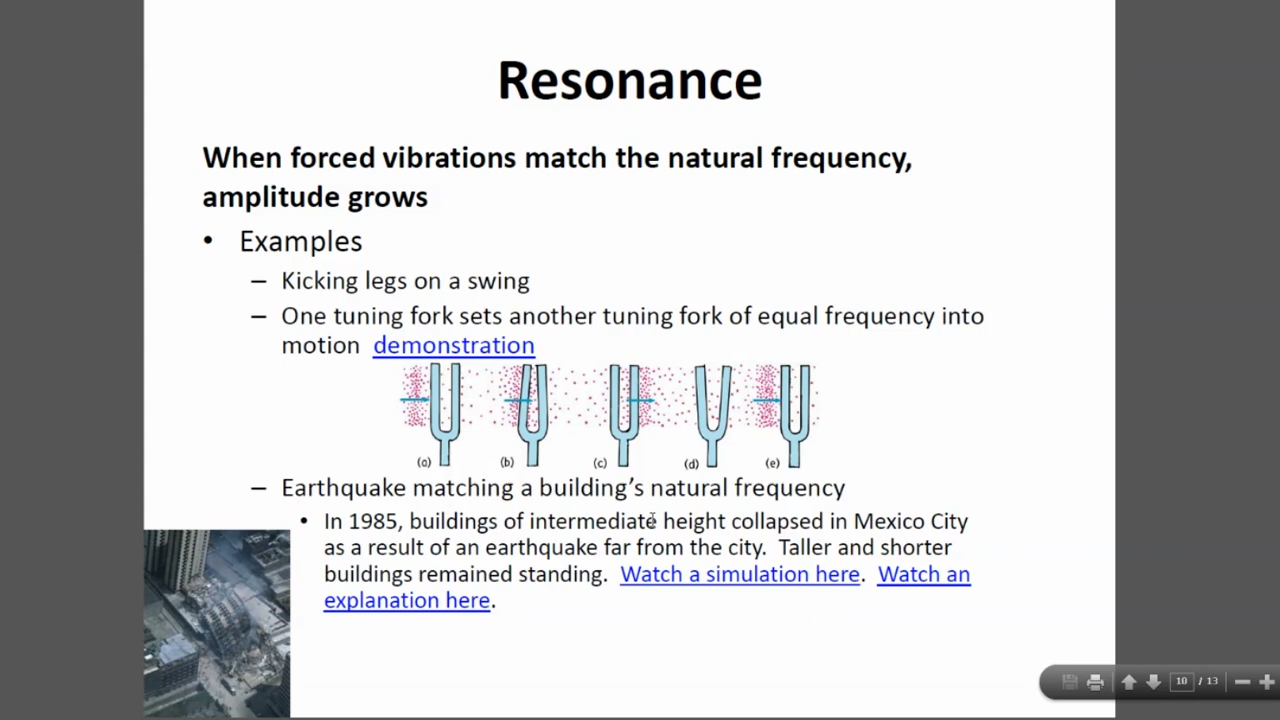 Resonance
When forced vibrations match the natural frequency,
amplitude grows
• Examples
– Kicking legs on a swing
– One tuning fork sets another tuning fork of equal frequency into
motion demonstration
(a) (b) (c) (d) (e)
– Earthquake matching a building’s natural frequency
• In 1985, buildings of intermediate height collapsed in Mexico City
as a result of an earthquake far from the city. Taller and shorter
buildings remained standing. Watch a simulation here. Watch an
explanation here.
10 / 13